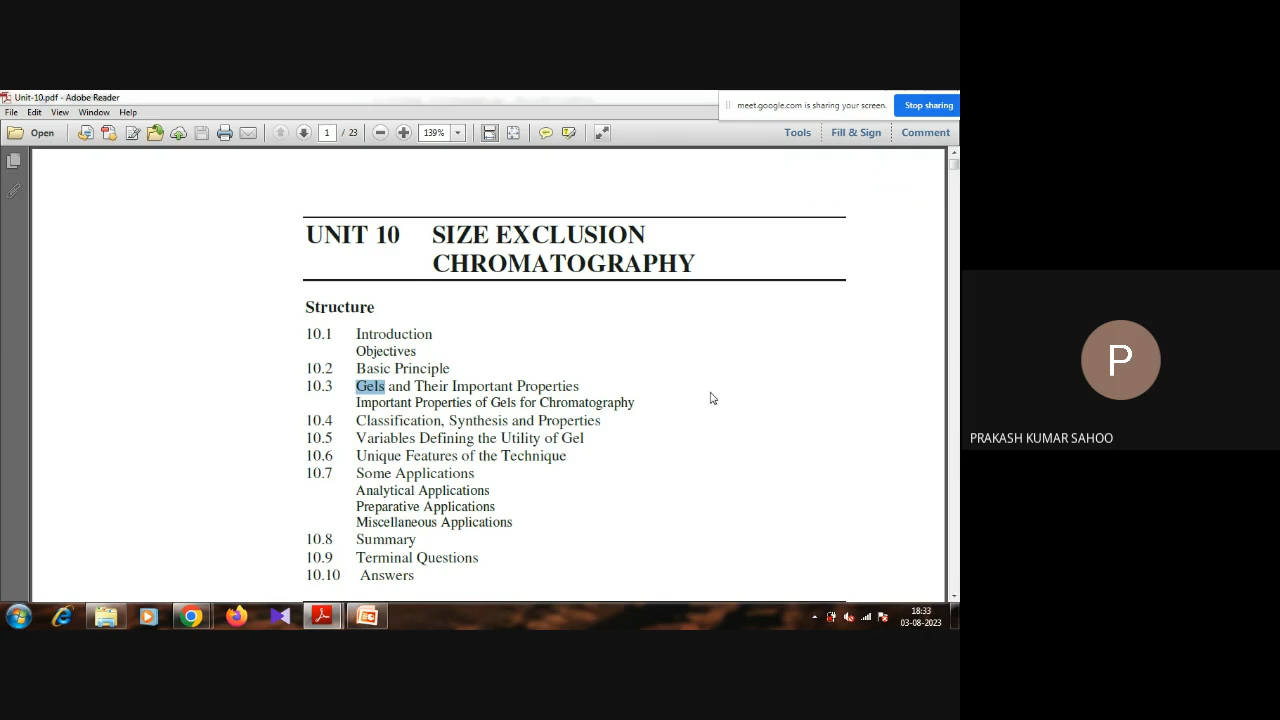 Unit-10.pdf - Adobe Reader
meet.google.com is sharing your screen. Stop sharing
File Edit View Window Help
Open 1 / 23 139% Tools Fill & Sign Comment
UNIT 10 SIZE EXCLUSION
CHROMATOGRAPHY
Structure
10.1 Introduction
Objectives
10.2 Basic Principle
10.3 Gels and Their Important Properties
Important Properties of Gels for Chromatography
10.4 Classification, Synthesis and Properties
10.5 Variables Defining the Utility of Gel
10.6 Unique Features of the Technique
10.7 Some Applications
Analytical Applications
Preparative Applications
Miscellaneous Applications
10.8 Summary
10.9 Terminal Questions
10.10 Answers
P
PRAKASH KUMAR SAHOO
18:33
03-08-2023